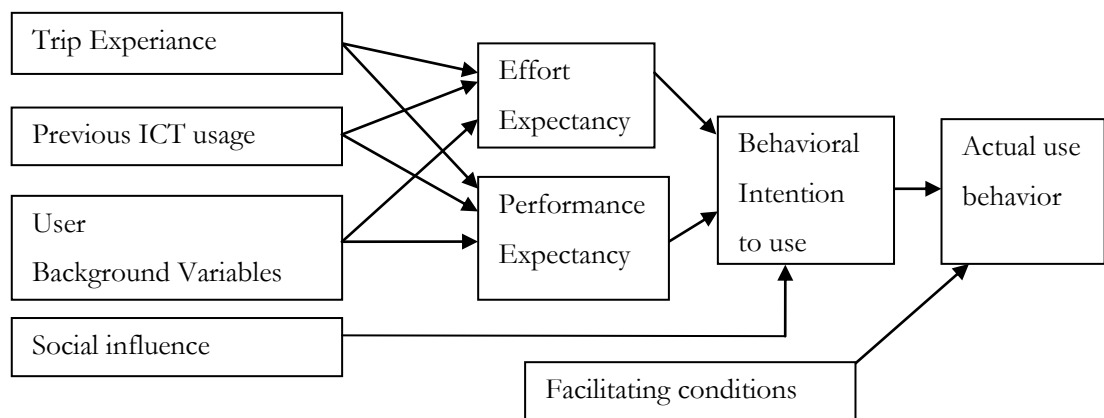 Trip Experiance
Previous ICT usage
User
Background Variables
Social influence
Effort
Expectancy
Performance
Expectancy
Behavioral
Intention
to use
Actual use
behavior
Facilitating conditions